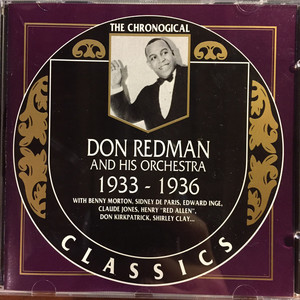 THE CHRONOGICAL
DON REDMAN
AND HIS ORCHESTRA
1933 - 1936
WITH BENNY MORTON, SIDNEY DE PARIS, EDWARD INGE,
CLAUDE JONES, HENRY "RED ALLEN",
DON KIRKPATRICK, SHIRLEY CLAY...
CLASSICS